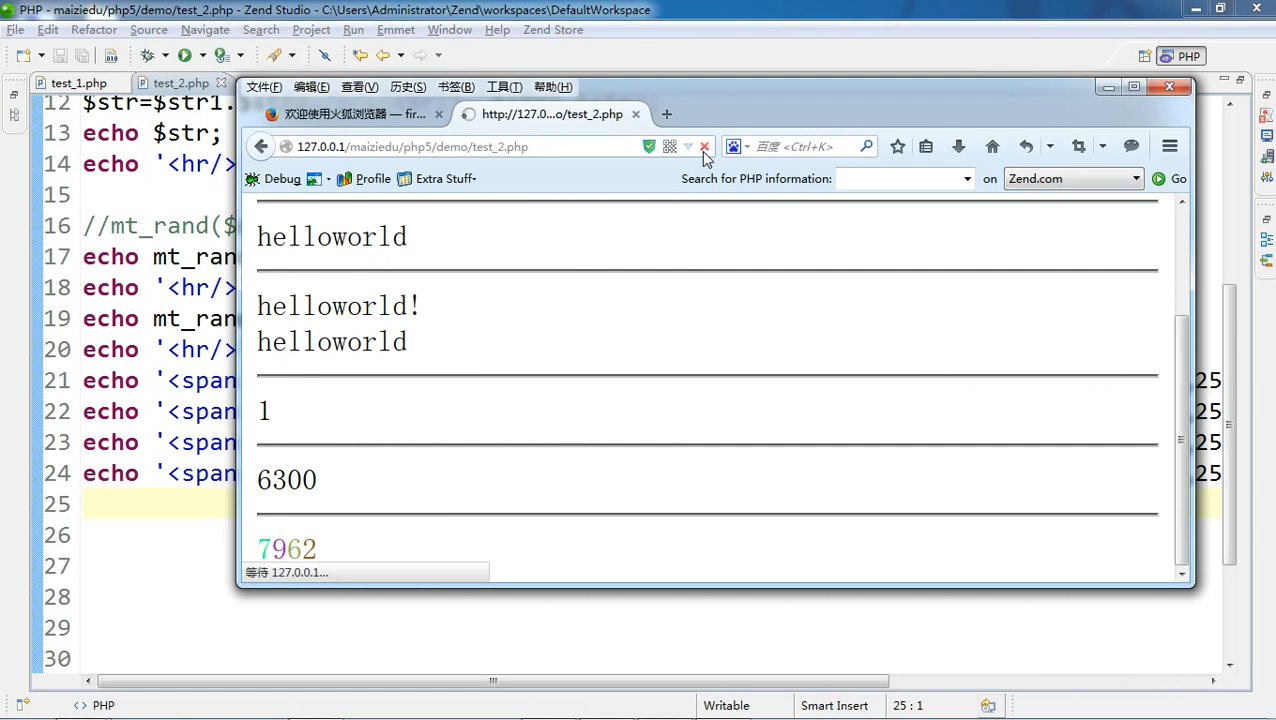 PHP - maiziedu/php5/demo/test_2.php - Zend Studio - C:\Users\Administrator\Zend\workspaces\DefaultWorkspace
File Edit Source Refactor Navigate Search Project Run Emmet Window Help Zend Store
PHP
test_1.php test_2.php
文件(F) 编辑(E) 查看(V) 历史(S) 书签(B) 工具(T) 帮助(H)
欢迎使用火狐浏览器 — fir... http://127.0...o/test_2.php
127.0.0.1/maiziedu/php5/demo/test_2.php 百度 <Ctrl+K>
Debug Profile Extra Stuff Search for PHP information: on Zend.com Go
helloworld
helloworld!
helloworld
1
6300
7962
等待 127.0.0.1...
12 $str=$str1.
13 echo $str;
14 echo '<hr/>
15
16 //mt_rand($
17 echo mt_ran
18 echo '<hr/>
19 echo mt_ran
20 echo '<hr/>
21 echo '<span 25
22 echo '<span 25
23 echo '<span 25
24 echo '<span 25
25
26
27
28
29
30
PHP Writable Smart Insert 25 : 1